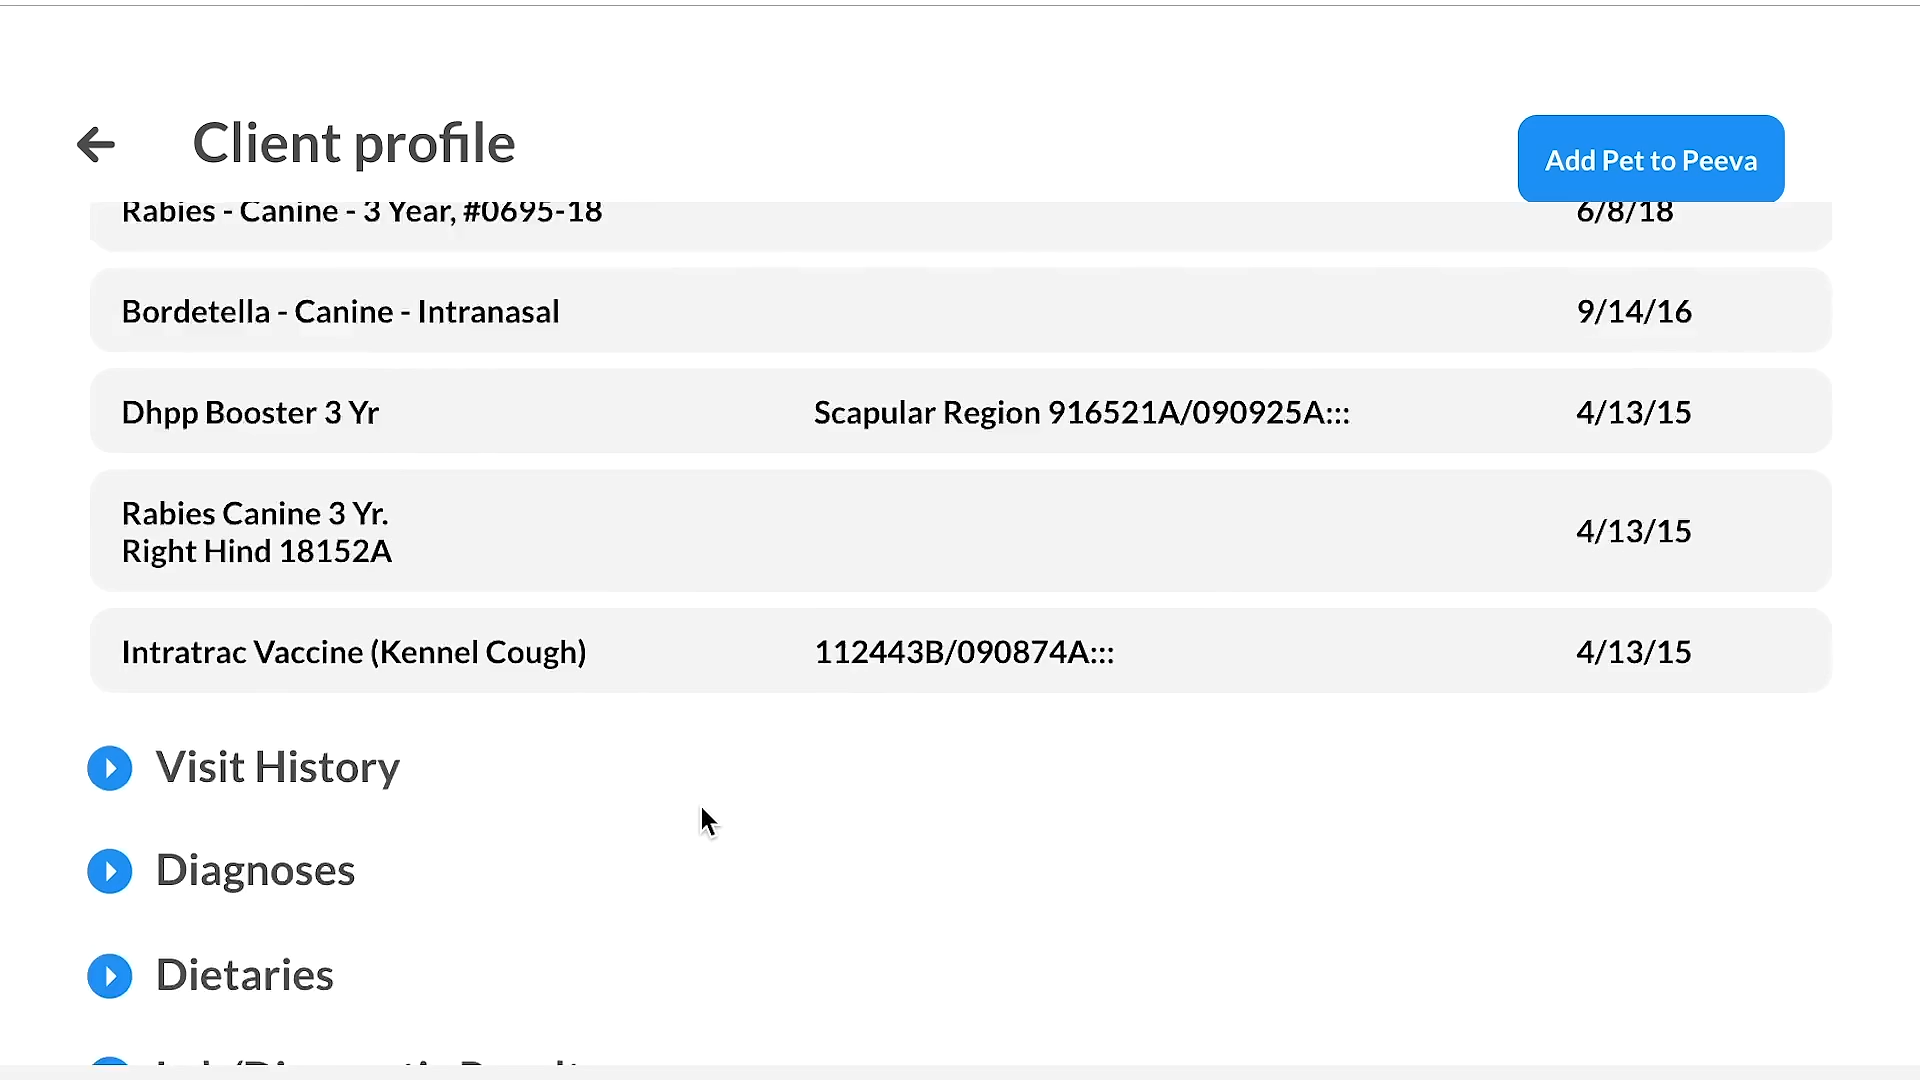 Client profile
Add Pet to Peeva
Rabies - Canine - 3 Year, #0695-18 6/8/18
Bordetella - Canine - Intranasal 9/14/16
Dhpp Booster 3 Yr Scapular Region 916521A/090925A::: 4/13/15
Rabies Canine 3 Yr.
Right Hind 18152A 4/13/15
Intratrac Vaccine (Kennel Cough) 112443B/090874A::: 4/13/15
Visit History
Diagnoses
Dietaries